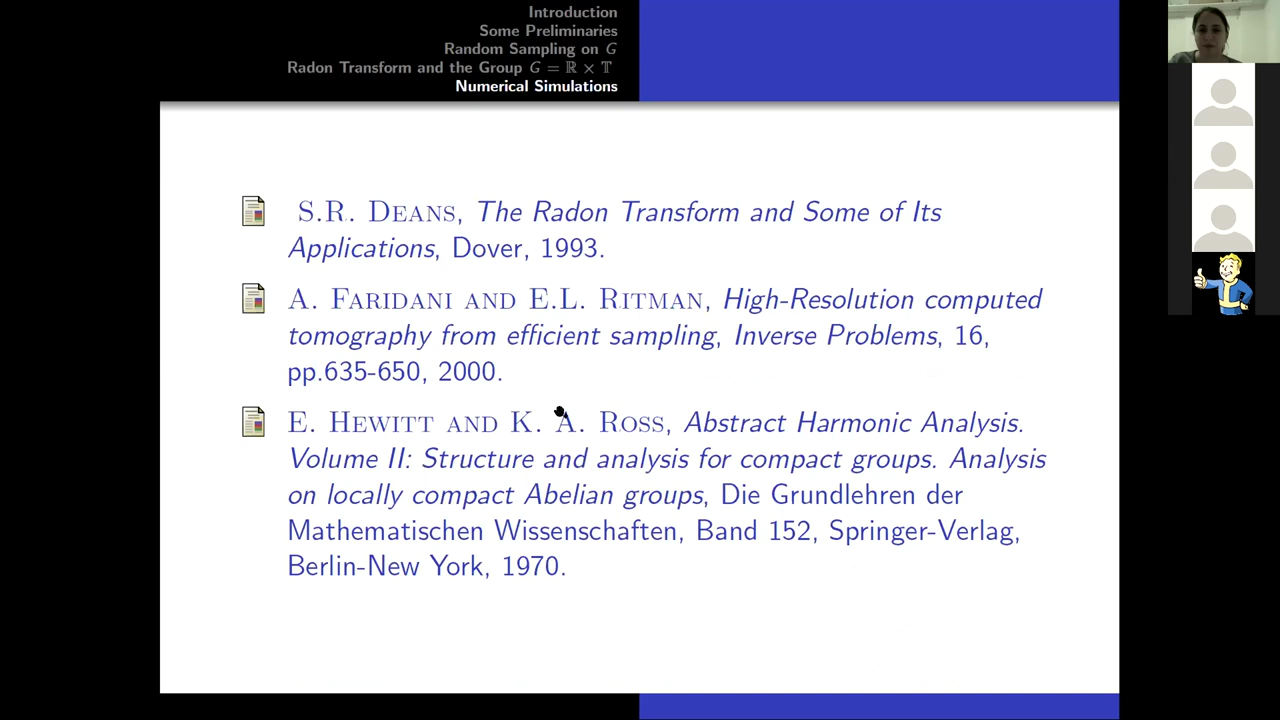 Introduction
Some Preliminaries
Random Sampling on G
Radon Transform and the Group G = ℝ × 𝕋
Numerical Simulations
S.R. Deans, The Radon Transform and Some of Its
Applications, Dover, 1993.
A. Faridani and E.L. Ritman, High-Resolution computed
tomography from efficient sampling, Inverse Problems, 16,
pp.635-650, 2000.
E. Hewitt and K. A. Ross, Abstract Harmonic Analysis.
Volume II: Structure and analysis for compact groups. Analysis
on locally compact Abelian groups, Die Grundlehren der
Mathematischen Wissenschaften, Band 152, Springer-Verlag,
Berlin-New York, 1970.